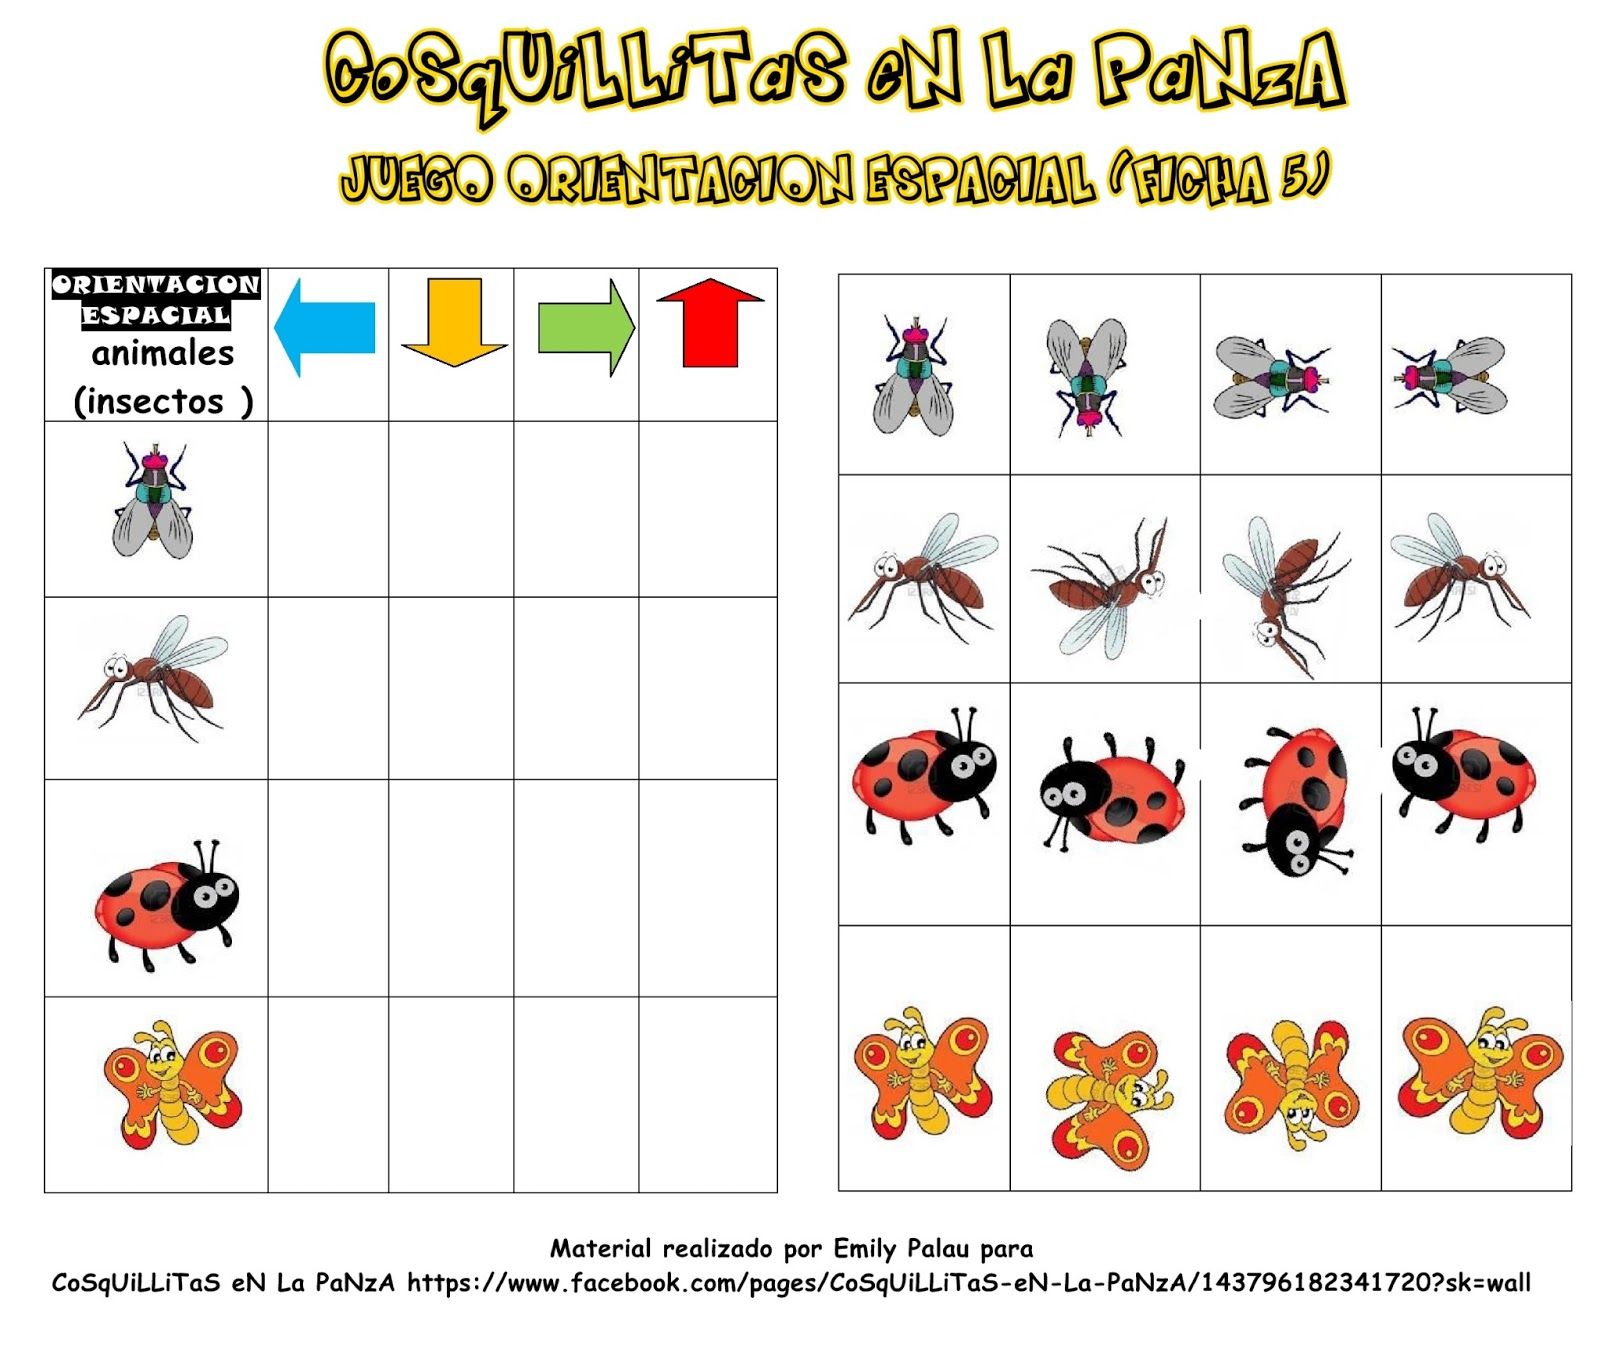 CoSqUiLLiTaS eN La PaNzA
JUEGO ORIENTACION ESPACIAL (FICHA 5)
ORIENTACION
ESPACIAL
animales
(insectos )
Material realizado por Emily Palau para
CoSqUiLLiTaS eN La PaNzA https://www.facebook.com/pages/CoSqUiLLiTaS-eN-La-PaNzA/143796182341720?sk=wall